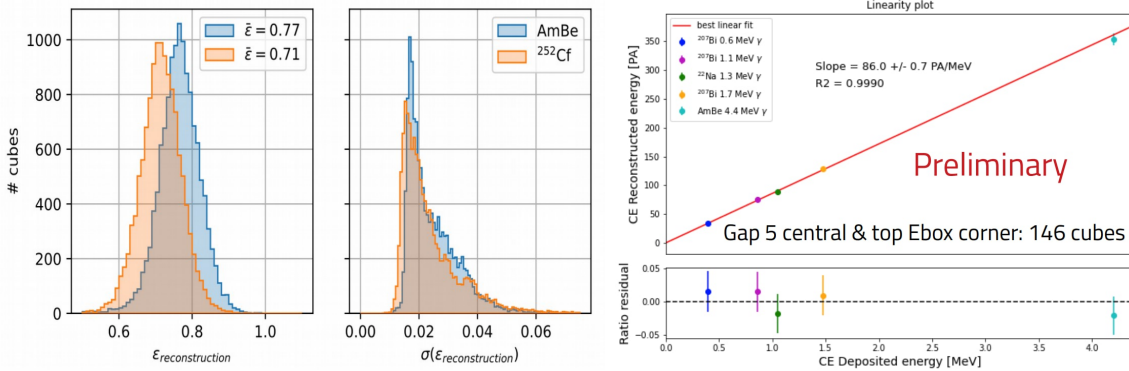 1000
800
600
400
200
0
# cubes
ε̄ = 0.77
ε̄ = 0.71
0.6
0.8
1.0
ε_reconstruction
AmBe
²⁵²Cf
0.00
0.02
0.04
0.06
σ(ε_reconstruction)
Linearity plot
best linear fit
²⁰⁷Bi 0.6 MeV γ
²⁰⁷Bi 1.1 MeV γ
²²Na 1.3 MeV γ
²⁰⁷Bi 1.7 MeV γ
AmBe 4.4 MeV γ
Slope = 86.0 +/- 0.7 PA/MeV
R2 = 0.9990
Preliminary
Gap 5 central & top Ebox corner: 146 cubes
CE Reconstructed energy [PA]
350
300
250
200
150
100
50
0
Ratio residual
0.05
0.00
−0.05
0.0
0.5
1.0
1.5
2.0
2.5
3.0
3.5
4.0
CE Deposited energy [MeV]